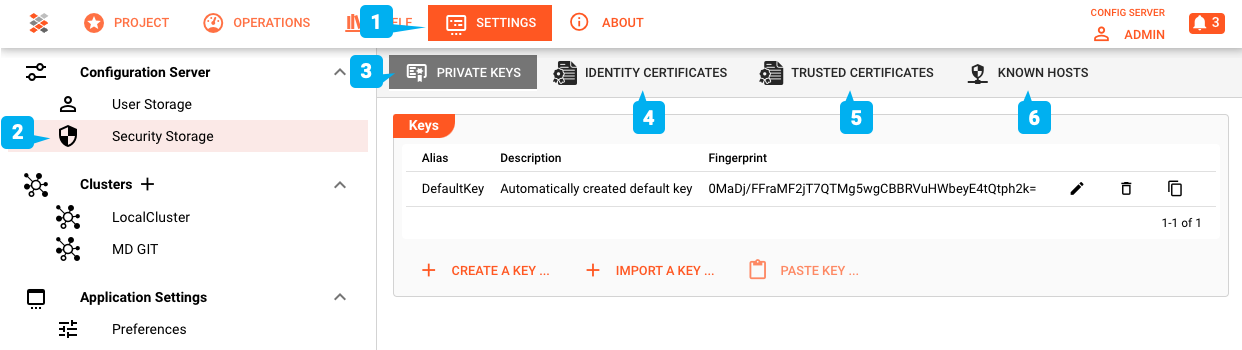 PROJECT
OPERATIONS
1
SETTINGS
ABOUT
CONFIG SERVER
ADMIN
3
Configuration Server
User Storage
2
Security Storage
Clusters
LocalCluster
MD GIT
Application Settings
Preferences
3
PRIVATE KEYS
IDENTITY CERTIFICATES
TRUSTED CERTIFICATES
KNOWN HOSTS
4
5
6
Keys
Alias Description Fingerprint
DefaultKey Automatically created default key 0MaDj/FFraMF2jT7QTMg5wgCBBRVuHWbeyE4tQtph2k=
1-1 of 1
CREATE A KEY ...
IMPORT A KEY ...
PASTE KEY ...